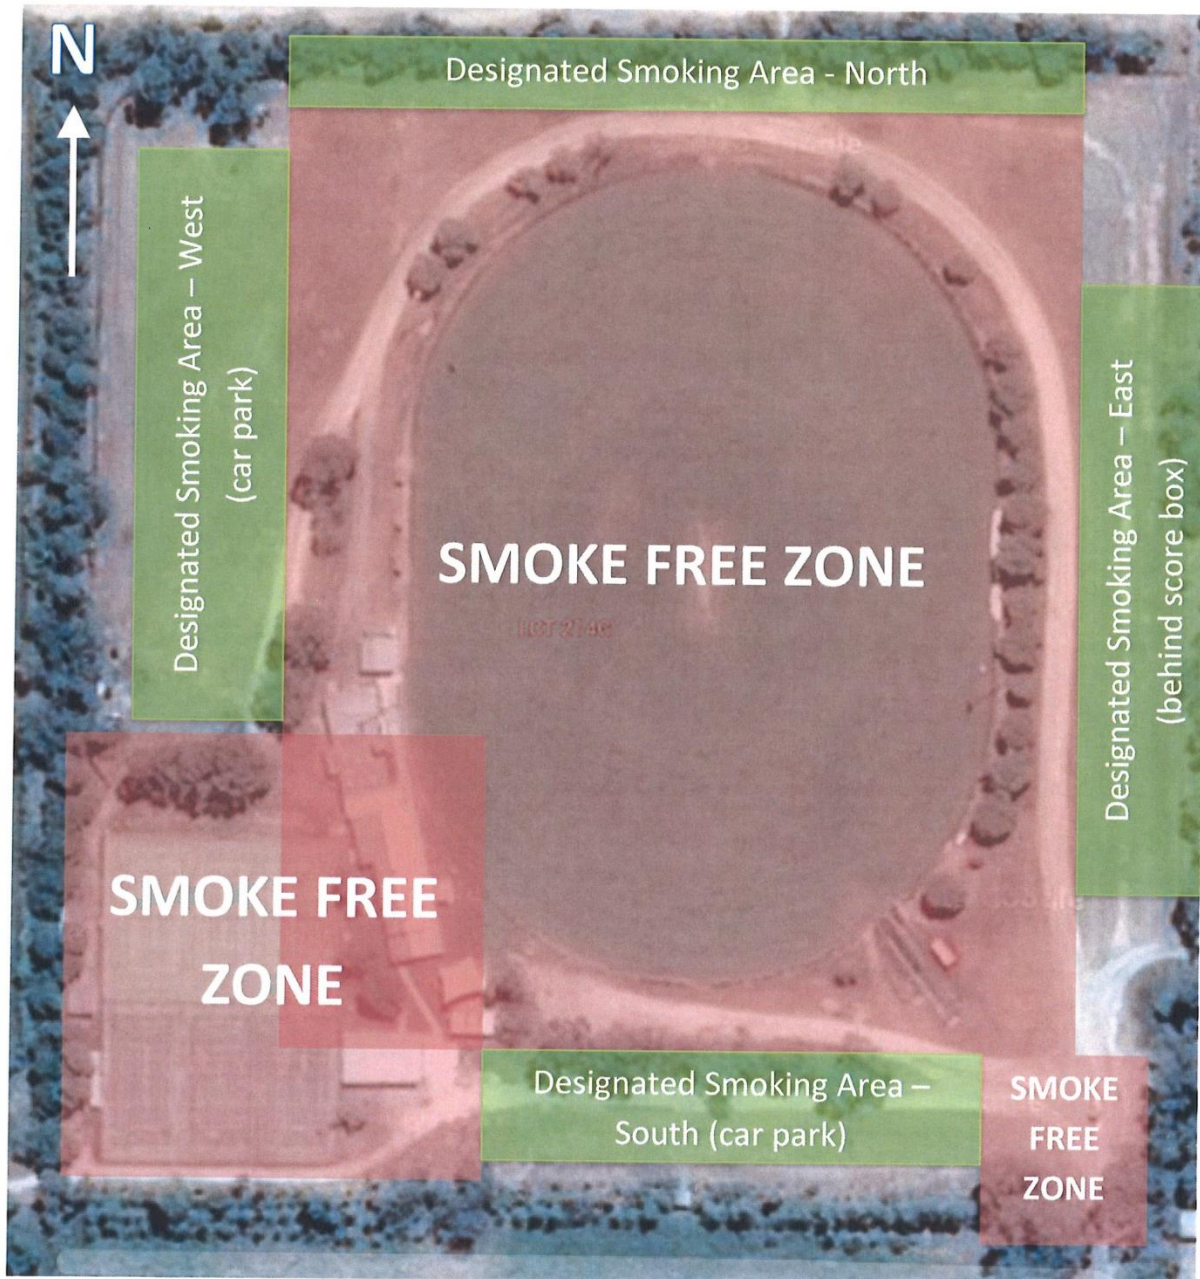 N
Designated Smoking Area - North
Designated Smoking Area – West
(car park)
SMOKE FREE ZONE
Designated Smoking Area – East
(behind score box)
SMOKE FREE
ZONE
Designated Smoking Area –
South (car park)
SMOKE
FREE
ZONE